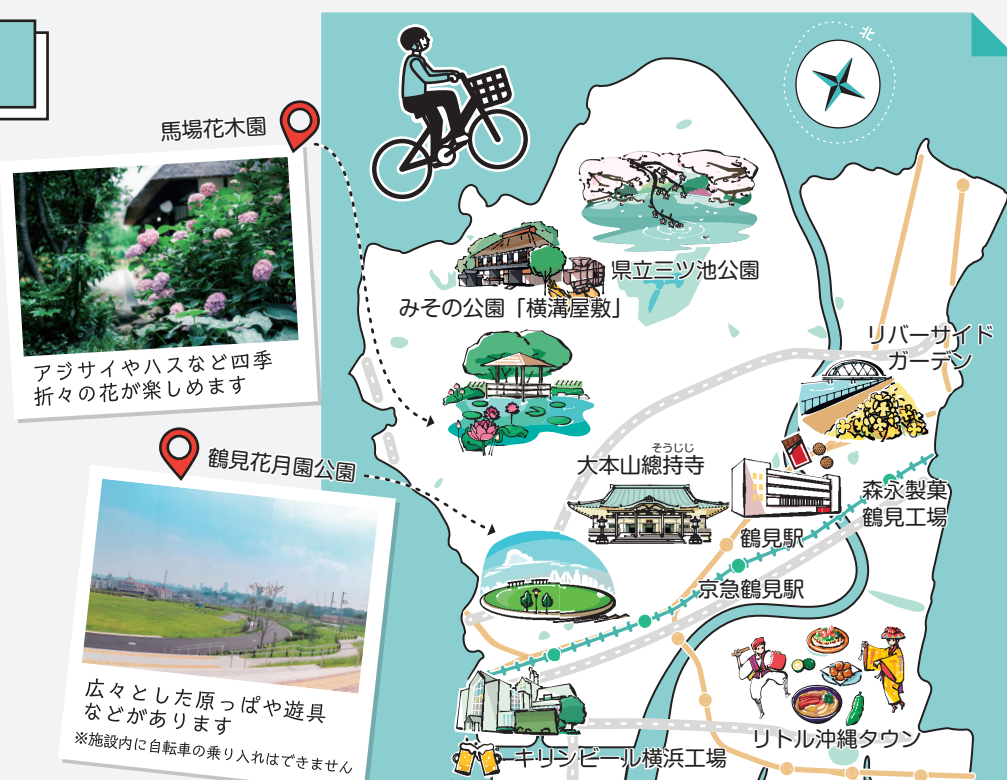 北
馬場花木園
アジサイやハスなど四季
折々の花が楽しめます
県立三ツ池公園
みその公園「横溝屋敷」
リバーサイド
ガーデン
鶴見花月園公園
そうじじ
大本山總持寺
森永製菓
鶴見工場
鶴見駅
京急鶴見駅
広々とした原っぱや遊具
などがあります
※施設内に自転車の乗り入れはできません
リトル沖縄タウン
キリンビール横浜工場